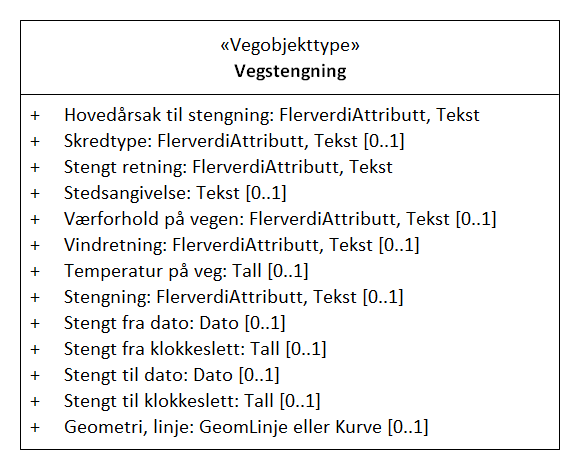 «Vegobjekttype»
Vegstengning
+ Hovedårsak til stengning: FlerverdiAttributt, Tekst
+ Skredtype: FlerverdiAttributt, Tekst [0..1]
+ Stengt retning: FlerverdiAttributt, Tekst
+ Stedsangivelse: Tekst [0..1]
+ Værforhold på vegen: FlerverdiAttributt, Tekst [0..1]
+ Vindretning: FlerverdiAttributt, Tekst [0..1]
+ Temperatur på veg: Tall [0..1]
+ Stengning: FlerverdiAttributt, Tekst [0..1]
+ Stengt fra dato: Dato [0..1]
+ Stengt fra klokkeslett: Tall [0..1]
+ Stengt til dato: Dato [0..1]
+ Stengt til klokkeslett: Tall [0..1]
+ Geometri, linje: GeomLinje eller Kurve [0..1]